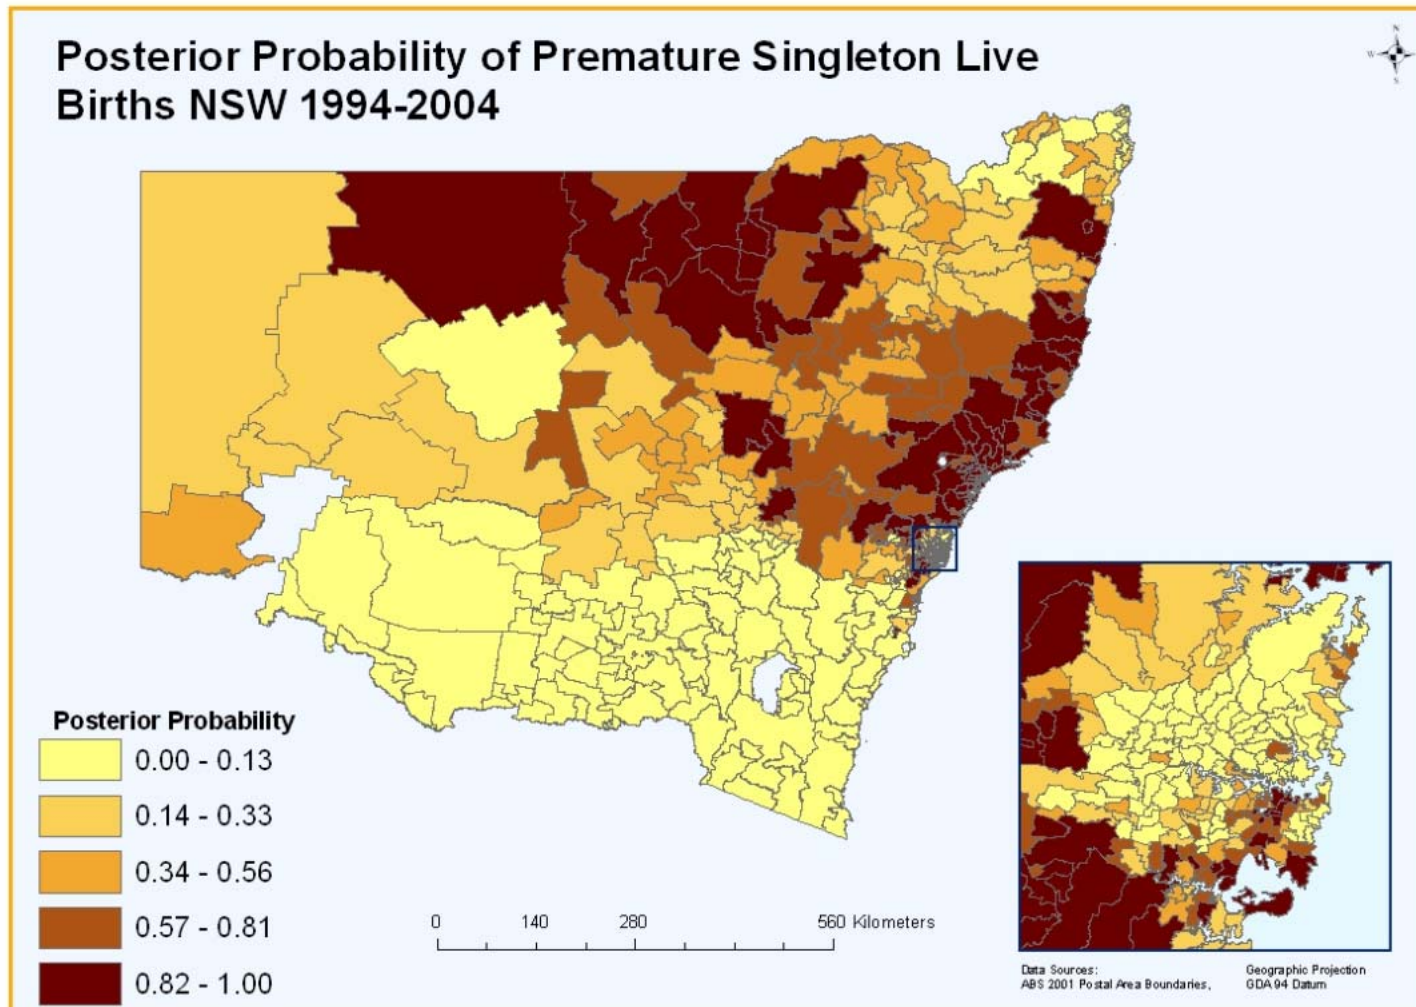 Posterior Probability of Premature Singleton Live
Births NSW 1994-2004
N
W
S
Posterior Probability
0.00 - 0.13
0.14 - 0.33
0.34 - 0.56
0.57 - 0.81
0.82 - 1.00
0 140 280 560 Kilometers
Data Sources:
ABS 2001 Postal Area Boundaries,
Geographic Projection
GDA 94 Datum